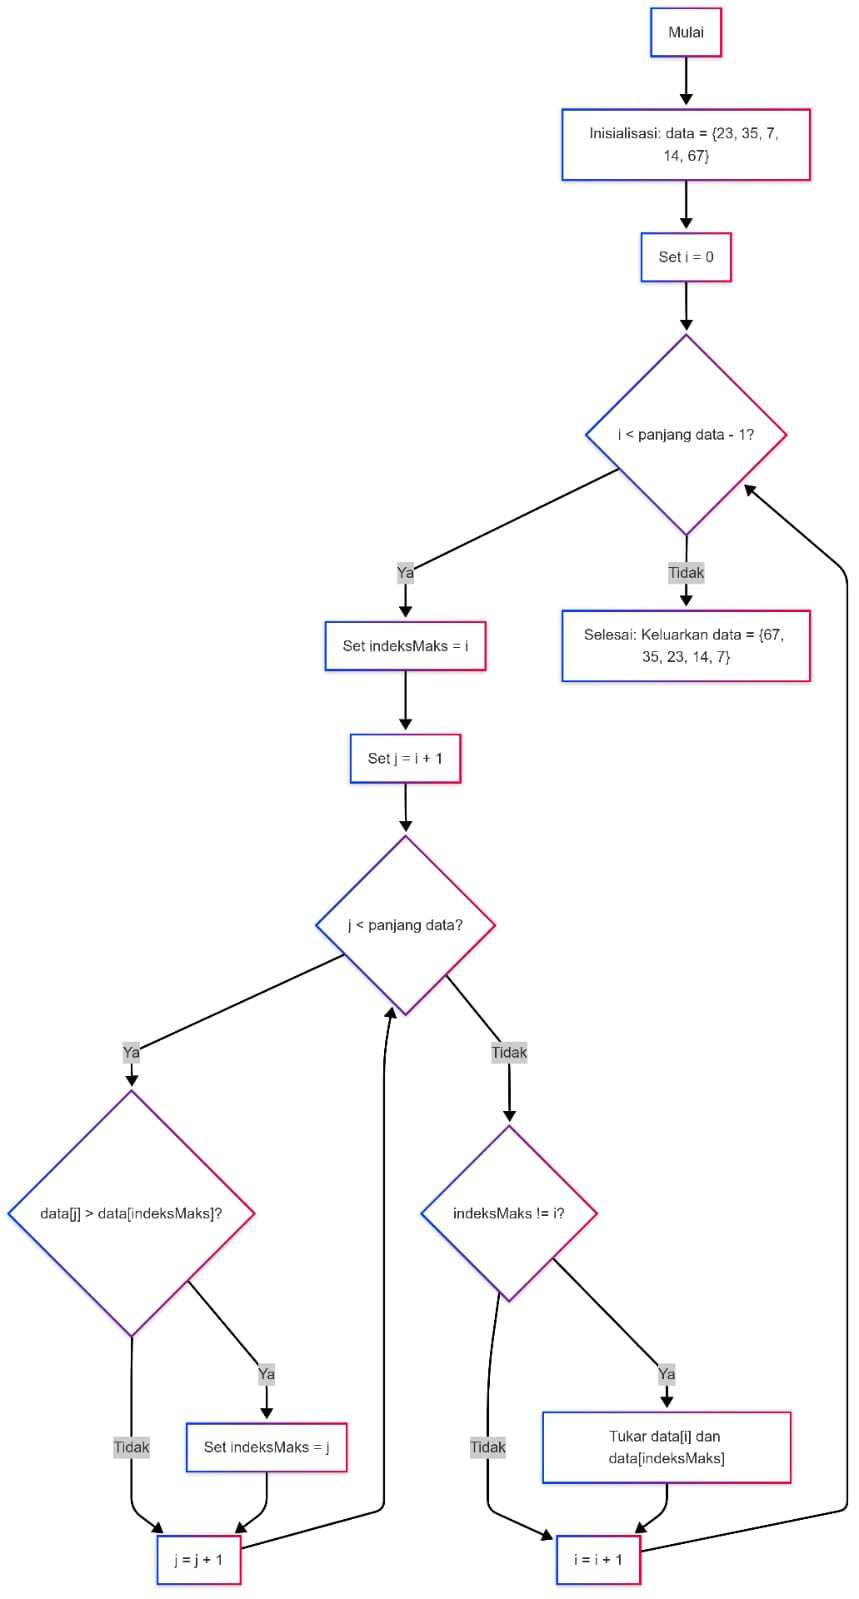 Mulai
Inisialisasi: data = {23, 35, 7,
14, 67}
Set i = 0
i < panjang data - 1?
Ya
Tidak
Set indeksMaks = i
Selesai: Keluarkan data = {67,
35, 23, 14, 7}
Set j = i + 1
j < panjang data?
Ya
Tidak
data[j] > data[indeksMaks]?
indeksMaks != i?
Ya
Ya
Tidak
Set indeksMaks = j
Tidak
Tukar data[i] dan
data[indeksMaks]
j = j + 1
i = i + 1